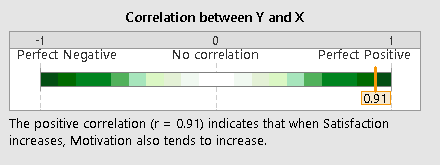 Correlation between Y and X
-1 0 1
Perfect Negative No correlation Perfect Positive
0.91
The positive correlation (r = 0.91) indicates that when Satisfaction
increases, Motivation also tends to increase.